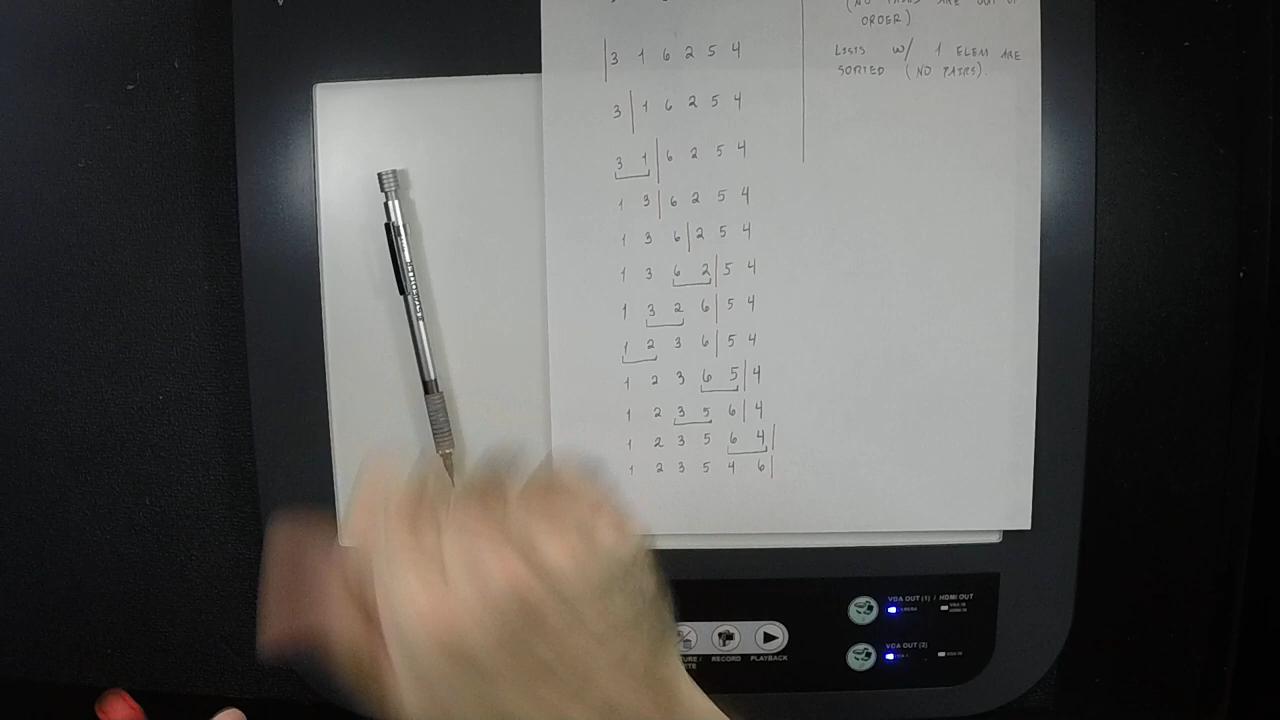 3 1 6 2 5 4
3 1 6 2 5 4
3 1 6 2 5 4
1 3 6 2 5 4
1 3 6 2 5 4
1 3 6 2 5 4
1 3 2 6 5 4
1 2 3 6 5 4
1 2 3 6 5 4
1 2 3 5 6 4
1 2 3 5 6 4
1 2 3 5 4 6
ORDER)
LISTS W/ 1 ELEM ARE
SORTED (NO PAIRS).
VGA OUT (1) / HDMI OUT
VGA OUT (2)
RECORD
PLAYBACK